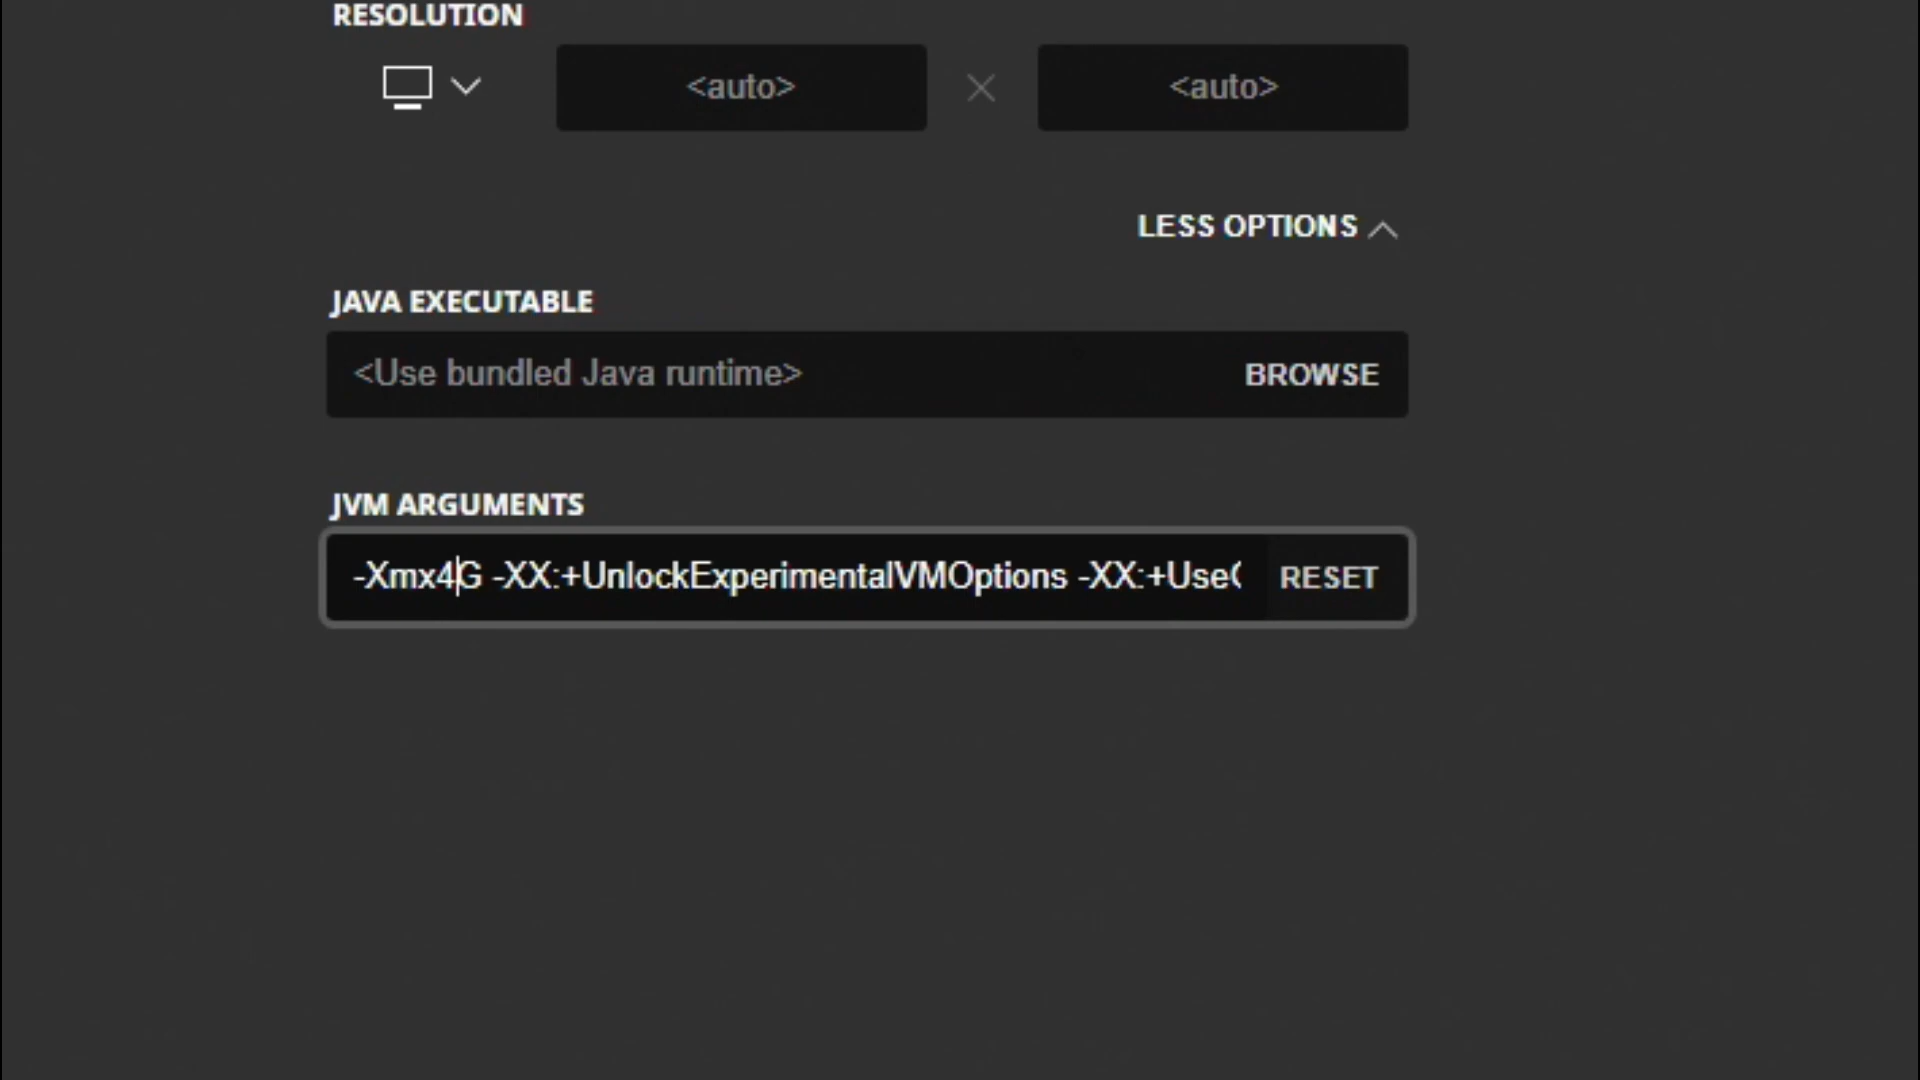 RESOLUTION
<auto> × <auto>
LESS OPTIONS
JAVA EXECUTABLE
<Use bundled Java runtime> BROWSE
JVM ARGUMENTS
-Xmx4G -XX:+UnlockExperimentalVMOptions -XX:+Use RESET